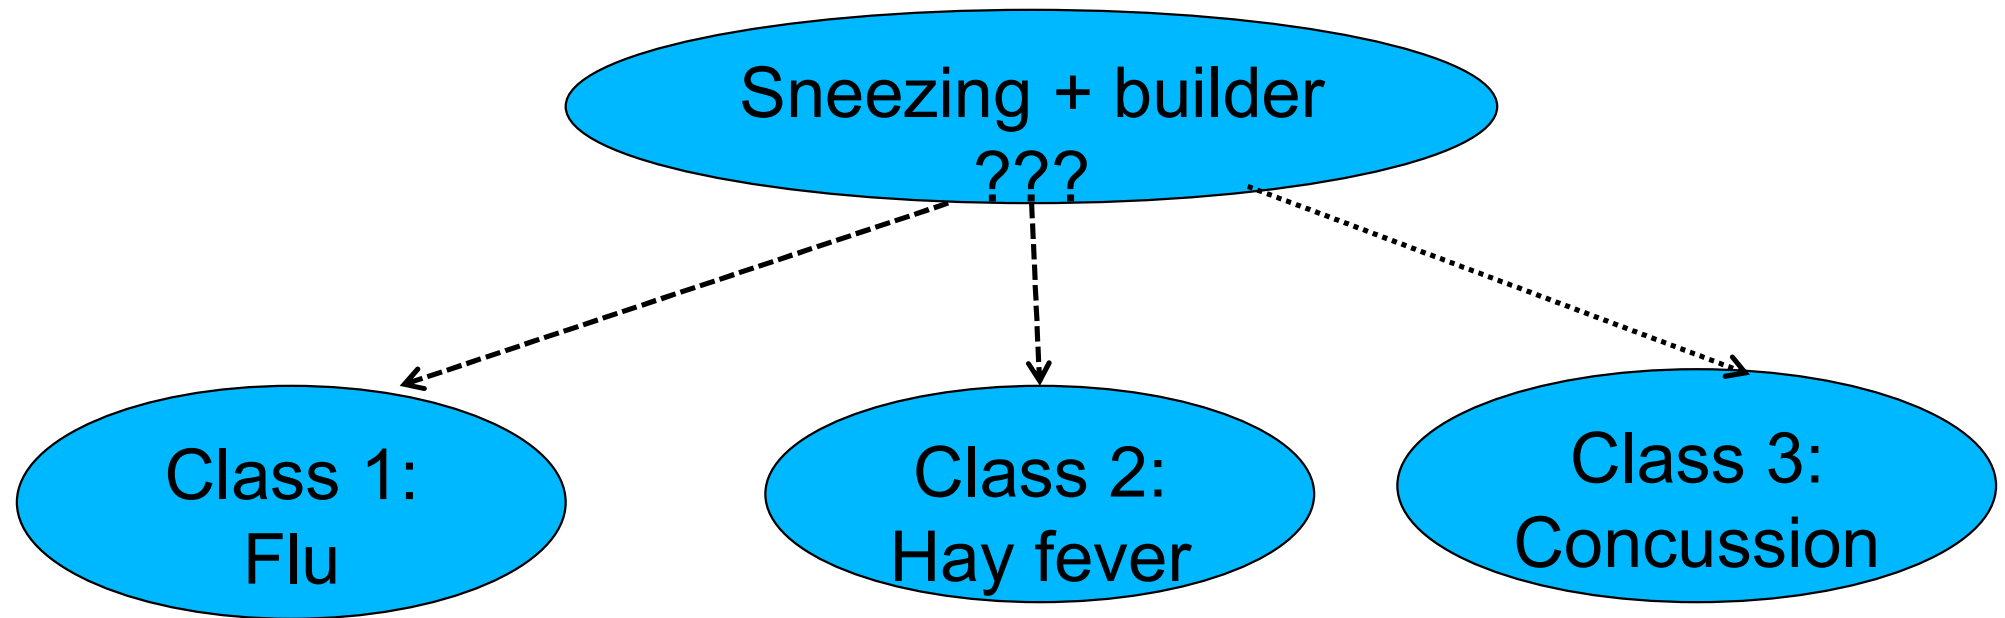 Sneezing + builder
???
Class 1:
Flu
Class 2:
Hay fever
Class 3:
Concussion